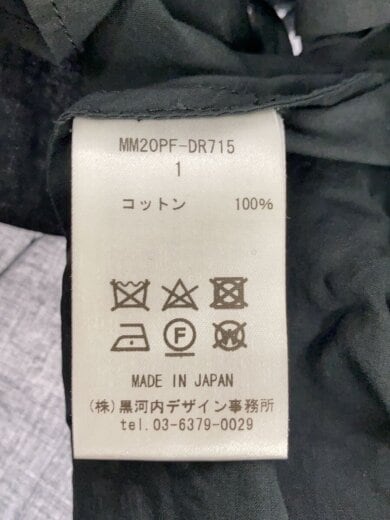 MM20PF-DR715
1
コットン 100%
F W
MADE IN JAPAN
(株)黒河内デザイン事務所
tel.03-6379-0029